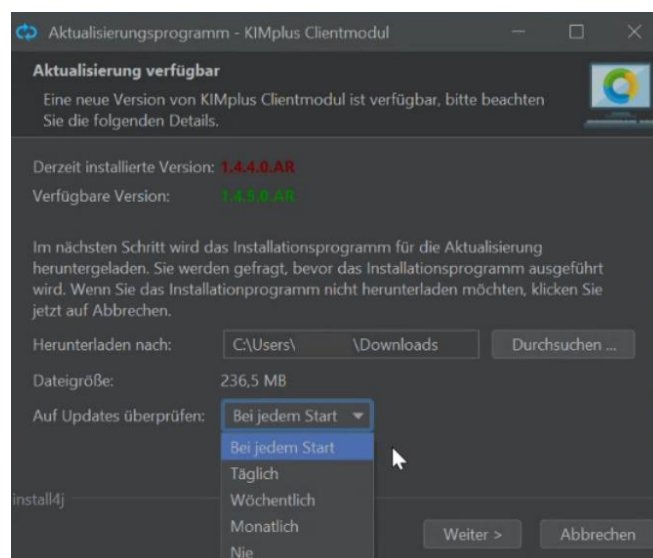 Aktualisierungsprogramm - KIMplus Clientmodul
Aktualisierung verfügbar
Eine neue Version von KIMplus Clientmodul ist verfügbar, bitte beachten
Sie die folgenden Details.
Derzeit installierte Version: 1.4.4.0.AR
Verfügbare Version: 1.4.5.0.AR
Im nächsten Schritt wird das Installationsprogramm für die Aktualisierung
heruntergeladen. Sie werden gefragt, bevor das Installationsprogramm ausgeführt
wird. Wenn Sie das Installationprogramm nicht herunterladen möchten, klicken Sie
jetzt auf Abbrechen.
Herunterladen nach: C:\Users\ \Downloads Durchsuchen ...
Dateigröße: 236,5 MB
Auf Updates überprüfen: Bei jedem Start
Bei jedem Start
Täglich
Wöchentlich
Monatlich
Nie
install4j
Weiter > Abbrechen